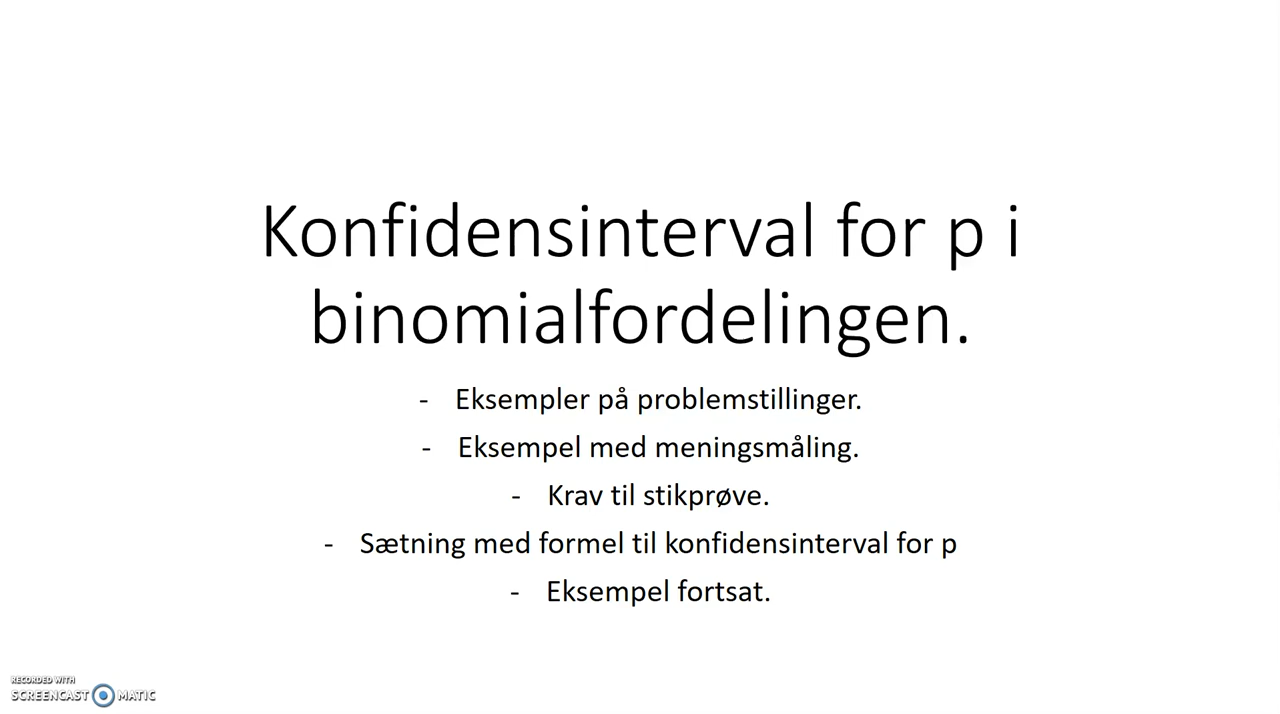 Konfidensinterval for p i
binomialfordelingen.
- Eksempler på problemstillinger.
- Eksempel med meningsmåling.
- Krav til stikprøve.
- Sætning med formel til konfidensinterval for p
- Eksempel fortsat.
RECORDED WITH
SCREENCAST MATIC